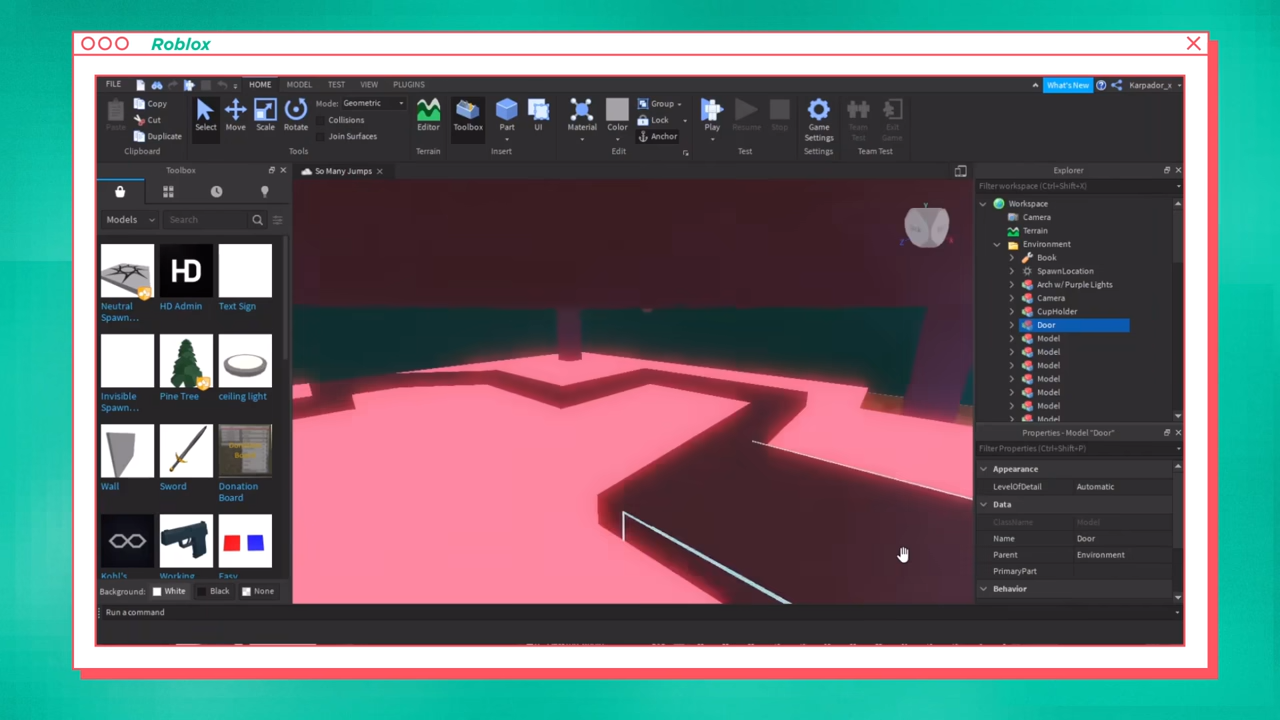 Roblox
FILE HOME MODEL TEST VIEW PLUGINS What's New Karpador_x
Copy
Cut
Duplicate
Paste
Clipboard
Select Move Scale Rotate
Mode: Geometric
Collisions
Join Surfaces
Tools
Editor
Terrain
Toolbox Part UI
Insert
Material Color
Group
Lock
Anchor
Edit
Play Resume Stop
Test
Game Settings
Settings
Team Test
Exit Game
Team Test
Toolbox
Models Search
Neutral Spawn... HD Admin Text Sign
Invisible Spawn... Pine Tree ceiling light
Wall Sword Donation Board
Kohl's Working Easy
Background: White Black None
Run a command
So Many Jumps
Explorer
Filter workspace (Ctrl+Shift+X)
Workspace
Camera
Terrain
Environment
Book
SpawnLocation
Arch w/ Purple Lights
Camera
CupHolder
Door
Model
Model
Model
Model
Model
Model
Model
Properties - Model "Door"
Filter Properties (Ctrl+Shift+P)
Appearance
LevelOfDetail Automatic
Data
ClassName Model
Name Door
Parent Environment
PrimaryPart
Behavior